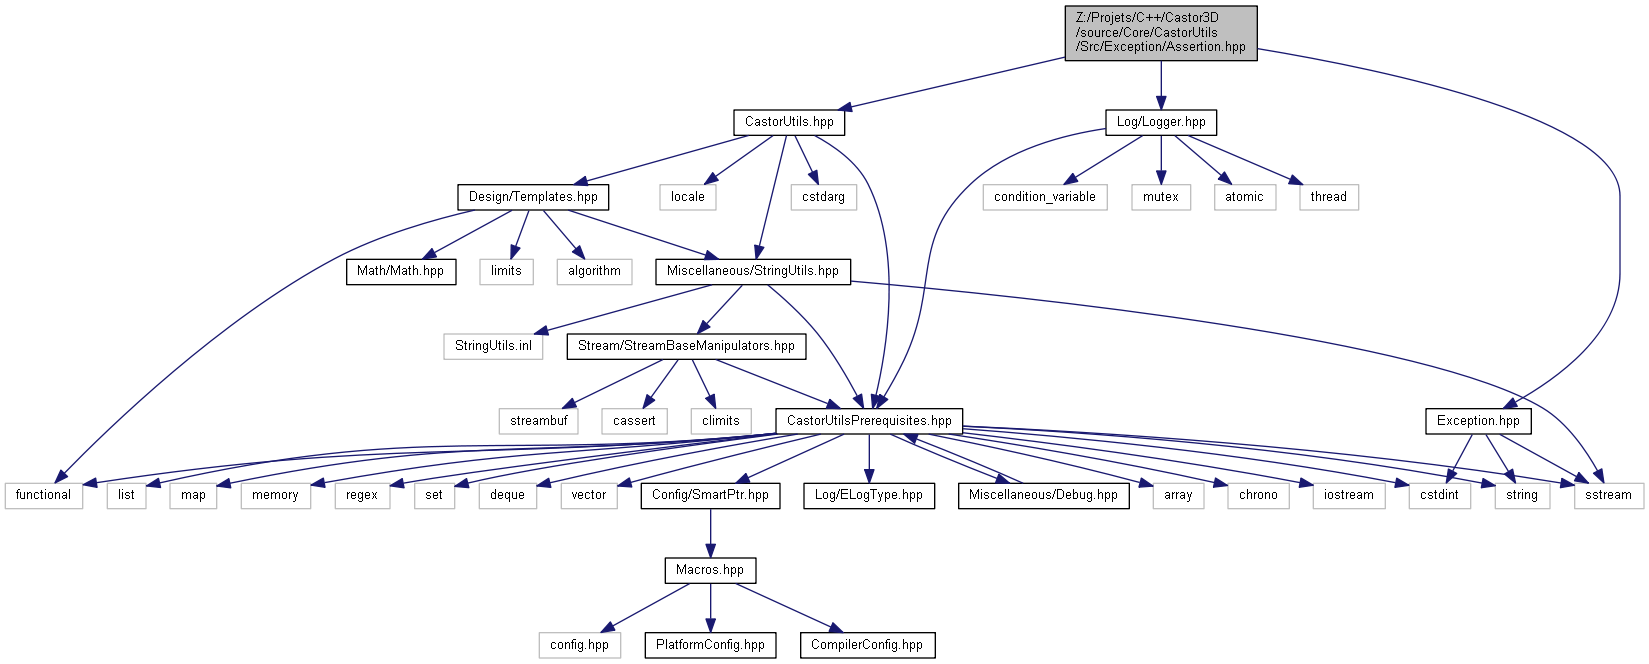 Z:/Projets/C++/Castor3D
/source/Core/CastorUtils
/Src/Exception/Assertion.hpp
CastorUtils.hpp
Log/Logger.hpp
Design/Templates.hpp
locale
cstdarg
condition_variable
mutex
atomic
thread
Math/Math.hpp
limits
algorithm
Miscellaneous/StringUtils.hpp
StringUtils.inl
Stream/StreamBaseManipulators.hpp
streambuf
cassert
climits
CastorUtilsPrerequisites.hpp
Exception.hpp
functional
list
map
memory
regex
set
deque
vector
Config/SmartPtr.hpp
Log/ELogType.hpp
Miscellaneous/Debug.hpp
array
chrono
iostream
cstdint
string
sstream
Macros.hpp
config.hpp
PlatformConfig.hpp
CompilerConfig.hpp